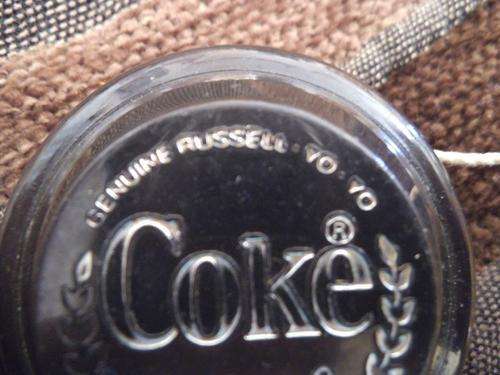 GENUINE RUSSELL · YO · YO
Coke®